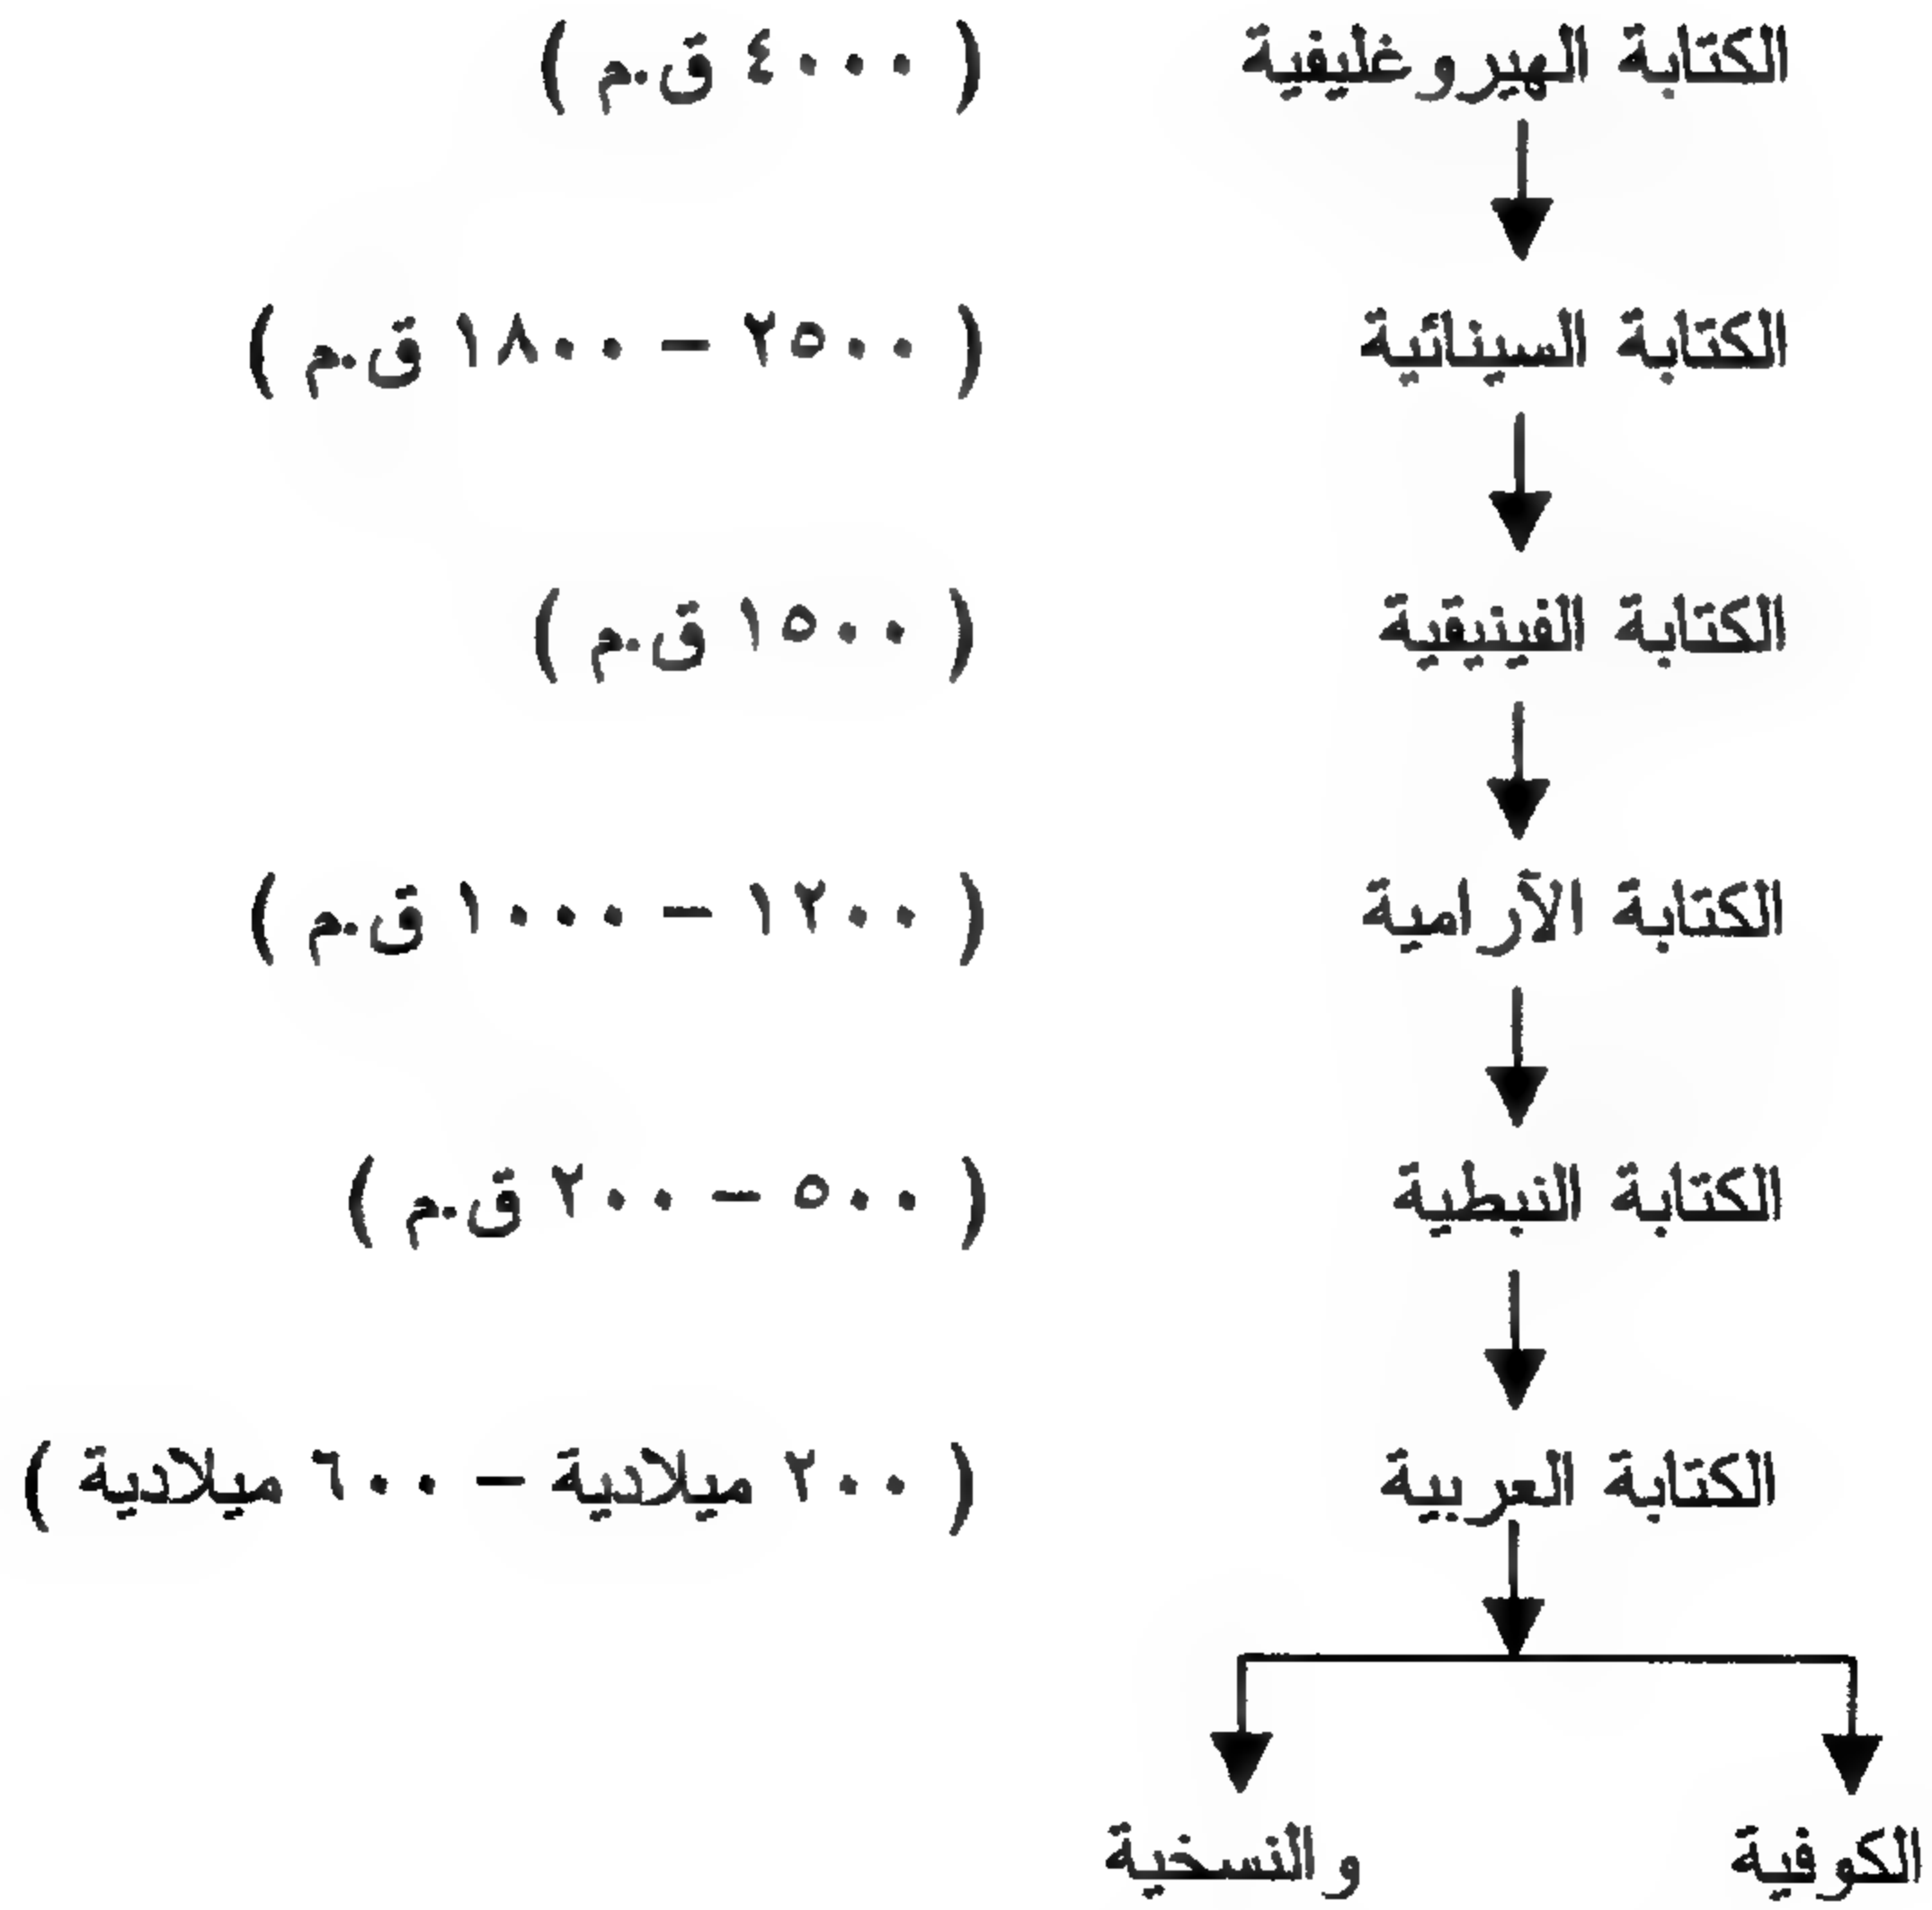 الكتابة الهيروغليفية ( ٤٠٠٠ ق.م )
الكتابة السينائية ( ٢٥٠٠ – ١٨٠٠ ق.م )
الكتابة الفينيقية ( ١٥٠٠ ق.م )
الكتابة الآرامية ( ١٢٠٠ – ١٠٠٠ ق.م )
الكتابة النبطية ( ٥٠٠ – ٢٠٠ ق.م )
الكتابة العربية ( ٢٠٠ ميلادية – ٦٠٠ ميلادية )
الكوفية والنسخية